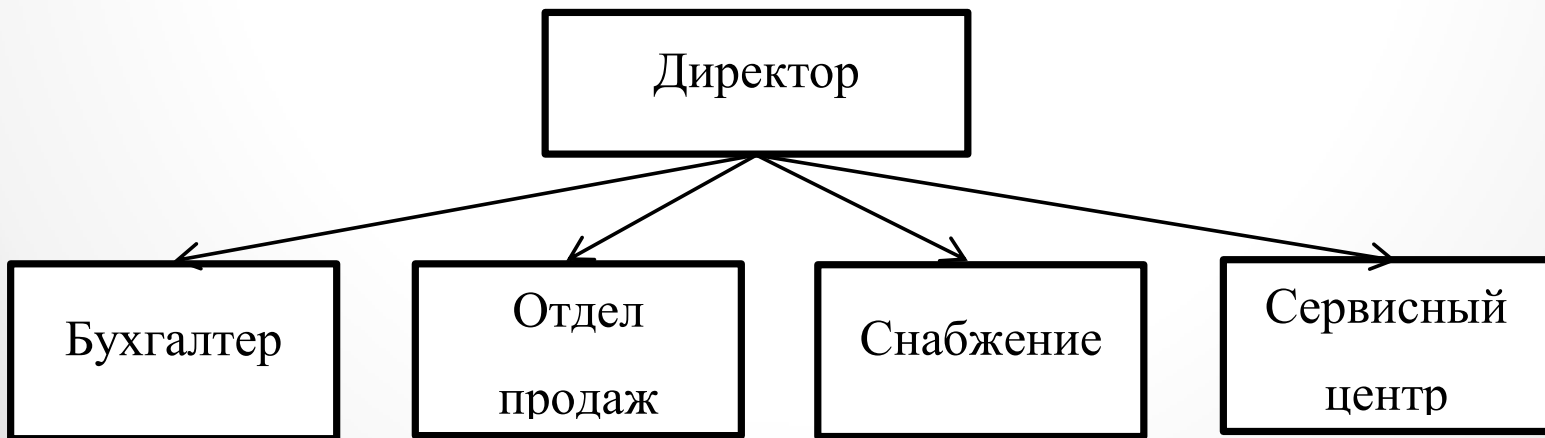 Директор
Бухгалтер
Отдел
продаж
Снабжение
Сервисный
центр